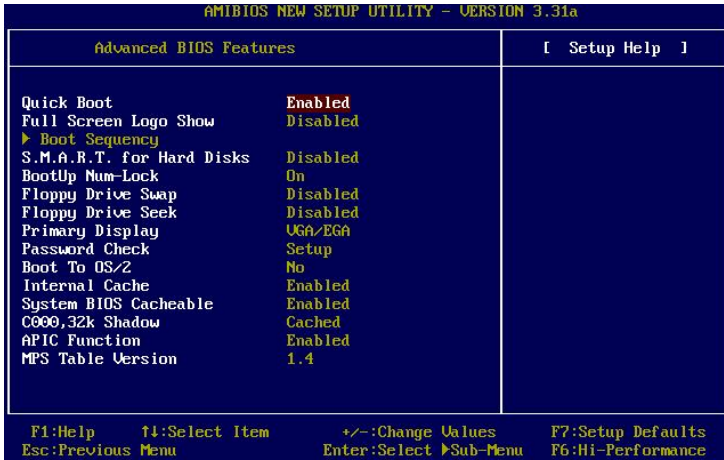 AMIBIOS NEW SETUP UTILITY - VERSION 3.31a
Advanced BIOS Features
[ Setup Help ]
Quick Boot Enabled
Full Screen Logo Show Disabled
▶ Boot Sequency
S.M.A.R.T. for Hard Disks Disabled
BootUp Num-Lock On
Floppy Drive Swap Disabled
Floppy Drive Seek Disabled
Primary Display VGA/EGA
Password Check Setup
Boot To OS/2 No
Internal Cache Enabled
System BIOS Cacheable Enabled
C000,32k Shadow Cached
APIC Function Enabled
MPS Table Version 1.4
F1:Help ↑↓:Select Item +/-:Change Values F7:Setup Defaults
Esc:Previous Menu Enter:Select ▶Sub-Menu F6:Hi-Performance